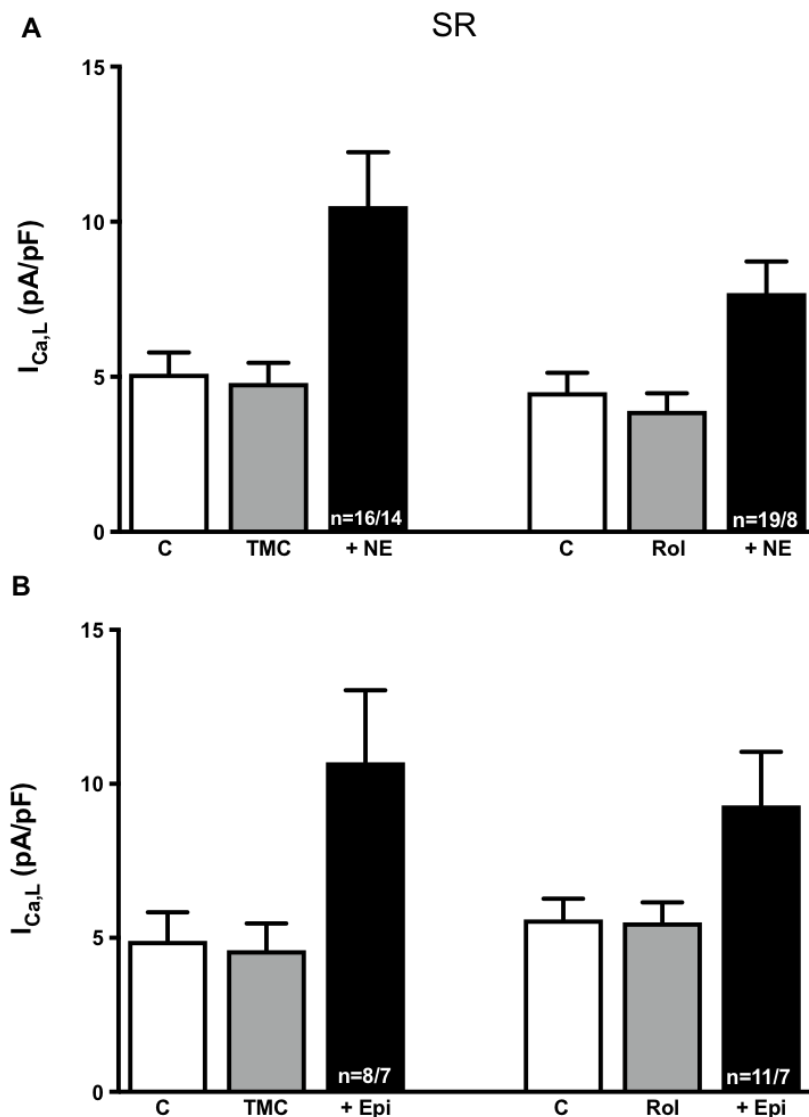 A
SR
15
10
5
0
I_Ca,L (pA/pF)
n=16/14
n=19/8
C TMC + NE C Rol + NE
B
15
10
5
0
I_Ca,L (pA/pF)
n=8/7
n=11/7
C TMC + Epi C Rol + Epi